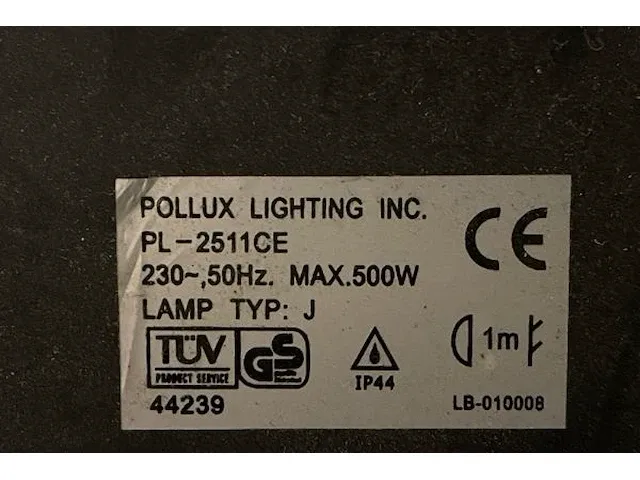 POLLUX LIGHTING INC.
PL-2511CE
230~,50Hz. MAX.500W
LAMP TYP: J
CE
TÜV
PRODUCT SERVICE
GS
IP44
1m
44239
LB-010008